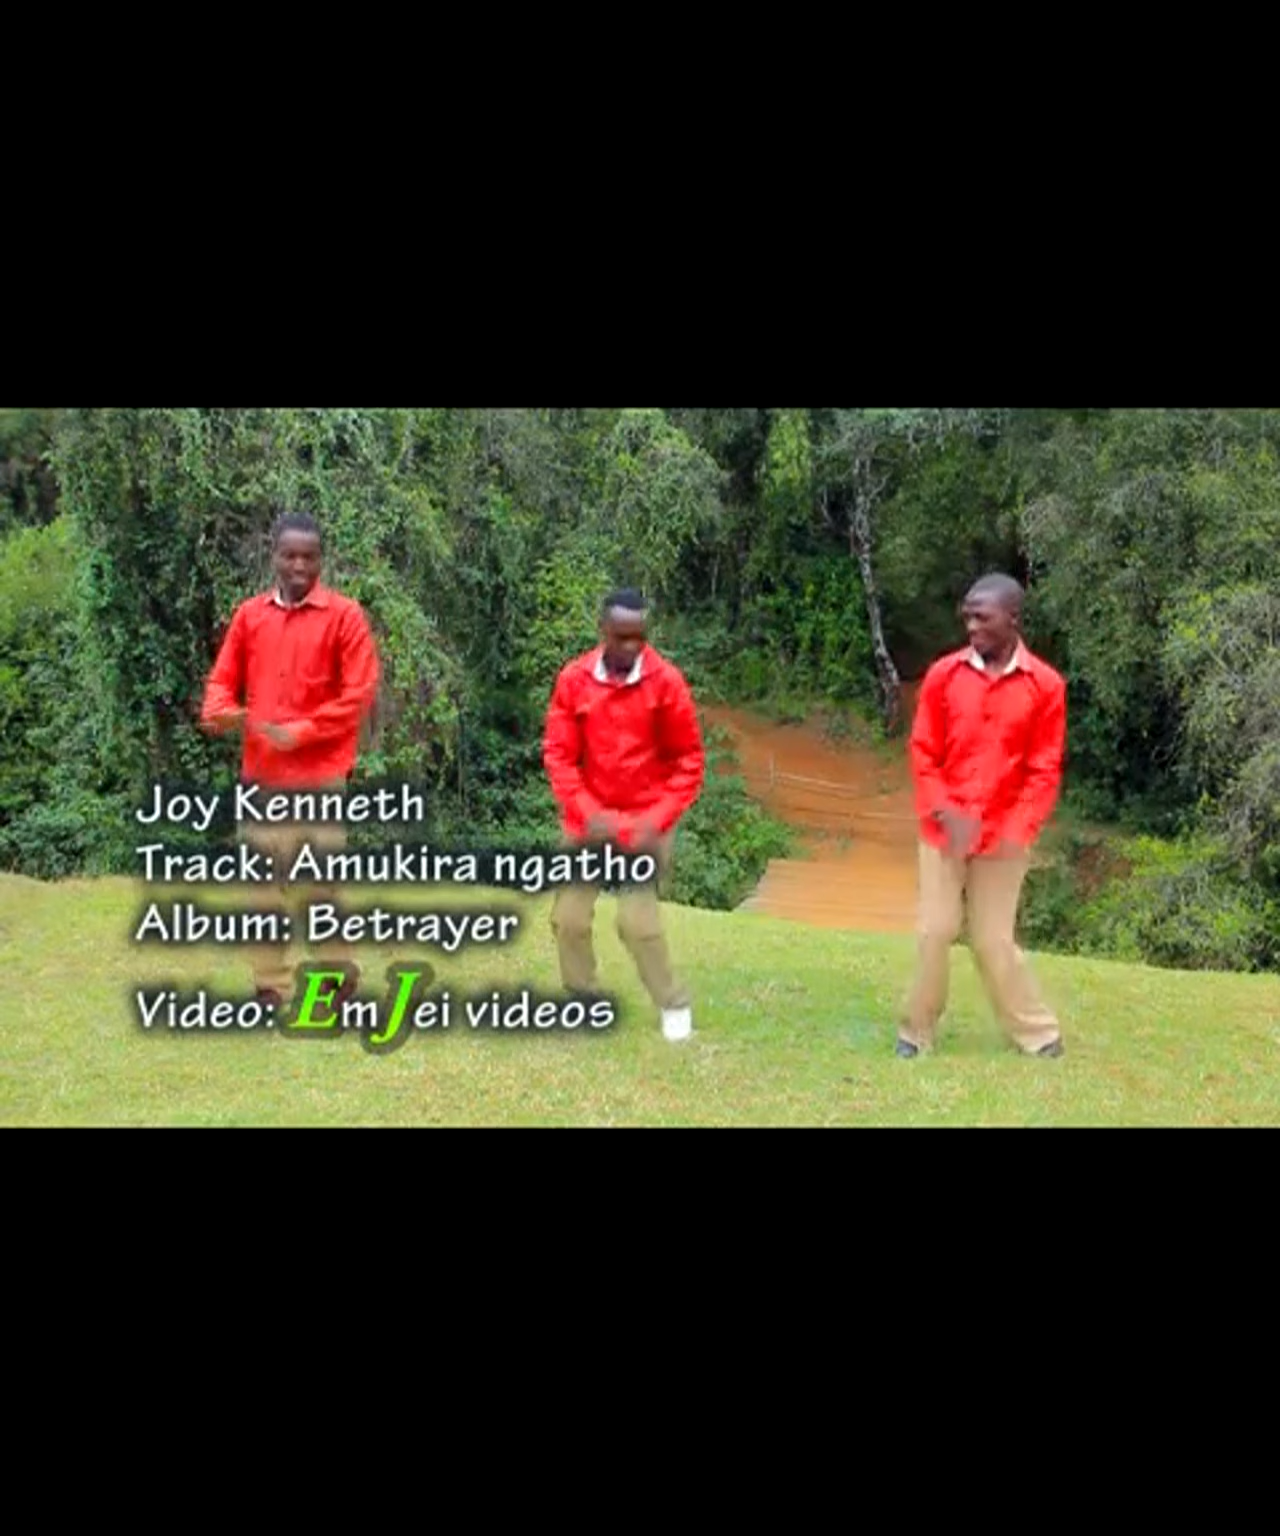 Joy Kenneth
Track: Amukira ngatho
Album: Betrayer
Video: EmJei videos